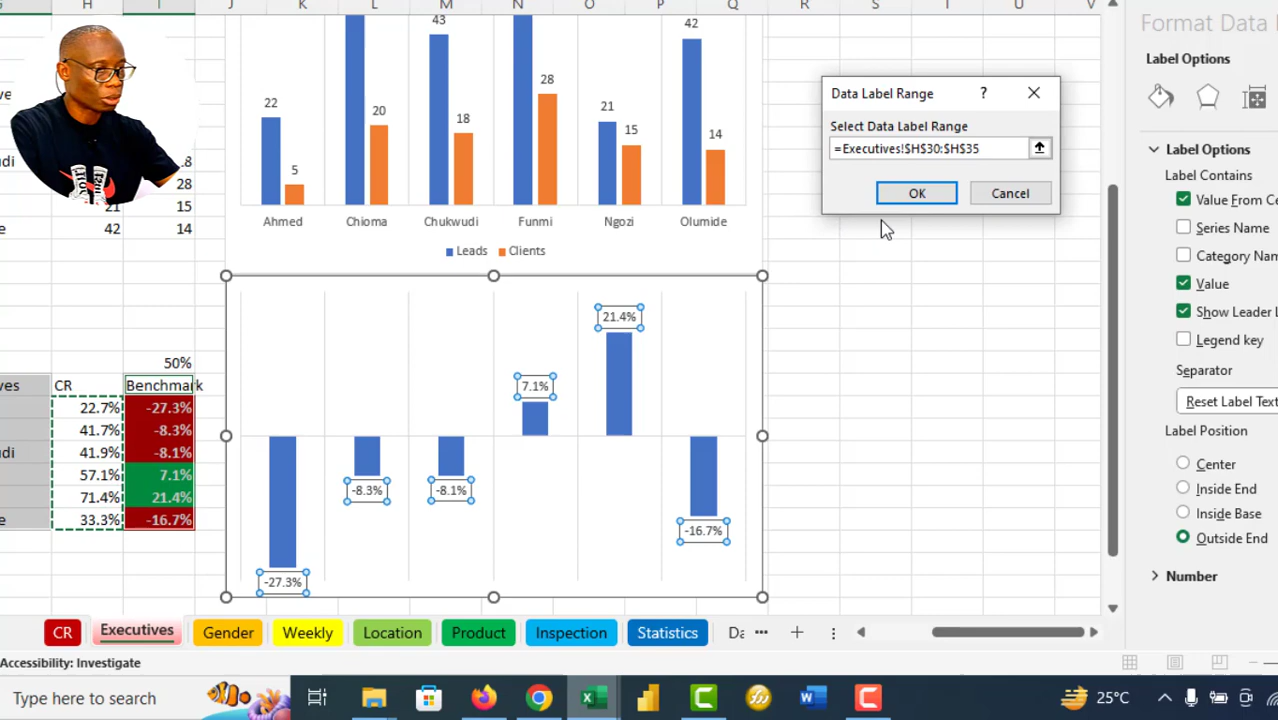 H I J K L M N O P Q R S T U V
Format Data
Label Options
43 42
22 5 20 18 28 21 15 14
Ahmed Chioma Chukwudi Funmi Ngozi Olumide
Leads Clients
Data Label Range ?
Select Data Label Range
=Executives!$H$30:$H$35
OK Cancel
Label Options
Label Contains
Value From Ce
Series Name
Category Nam
Value
Show Leader L
Legend key
Separator
Reset Label Text
Label Position
Center
Inside End
Inside Base
Outside End
Number
ve
udi .8
28
21 15
e 42 14
50%
ves CR Benchmark
22.7% -27.3%
41.7% -8.3%
di 41.9% -8.1%
57.1% 7.1%
71.4% 21.4%
e 33.3% -16.7%
21.4%
7.1%
-8.3% -8.1%
-16.7%
-27.3%
CR Executives Gender Weekly Location Product Inspection Statistics Da ...
Accessibility: Investigate
Type here to search
25°C